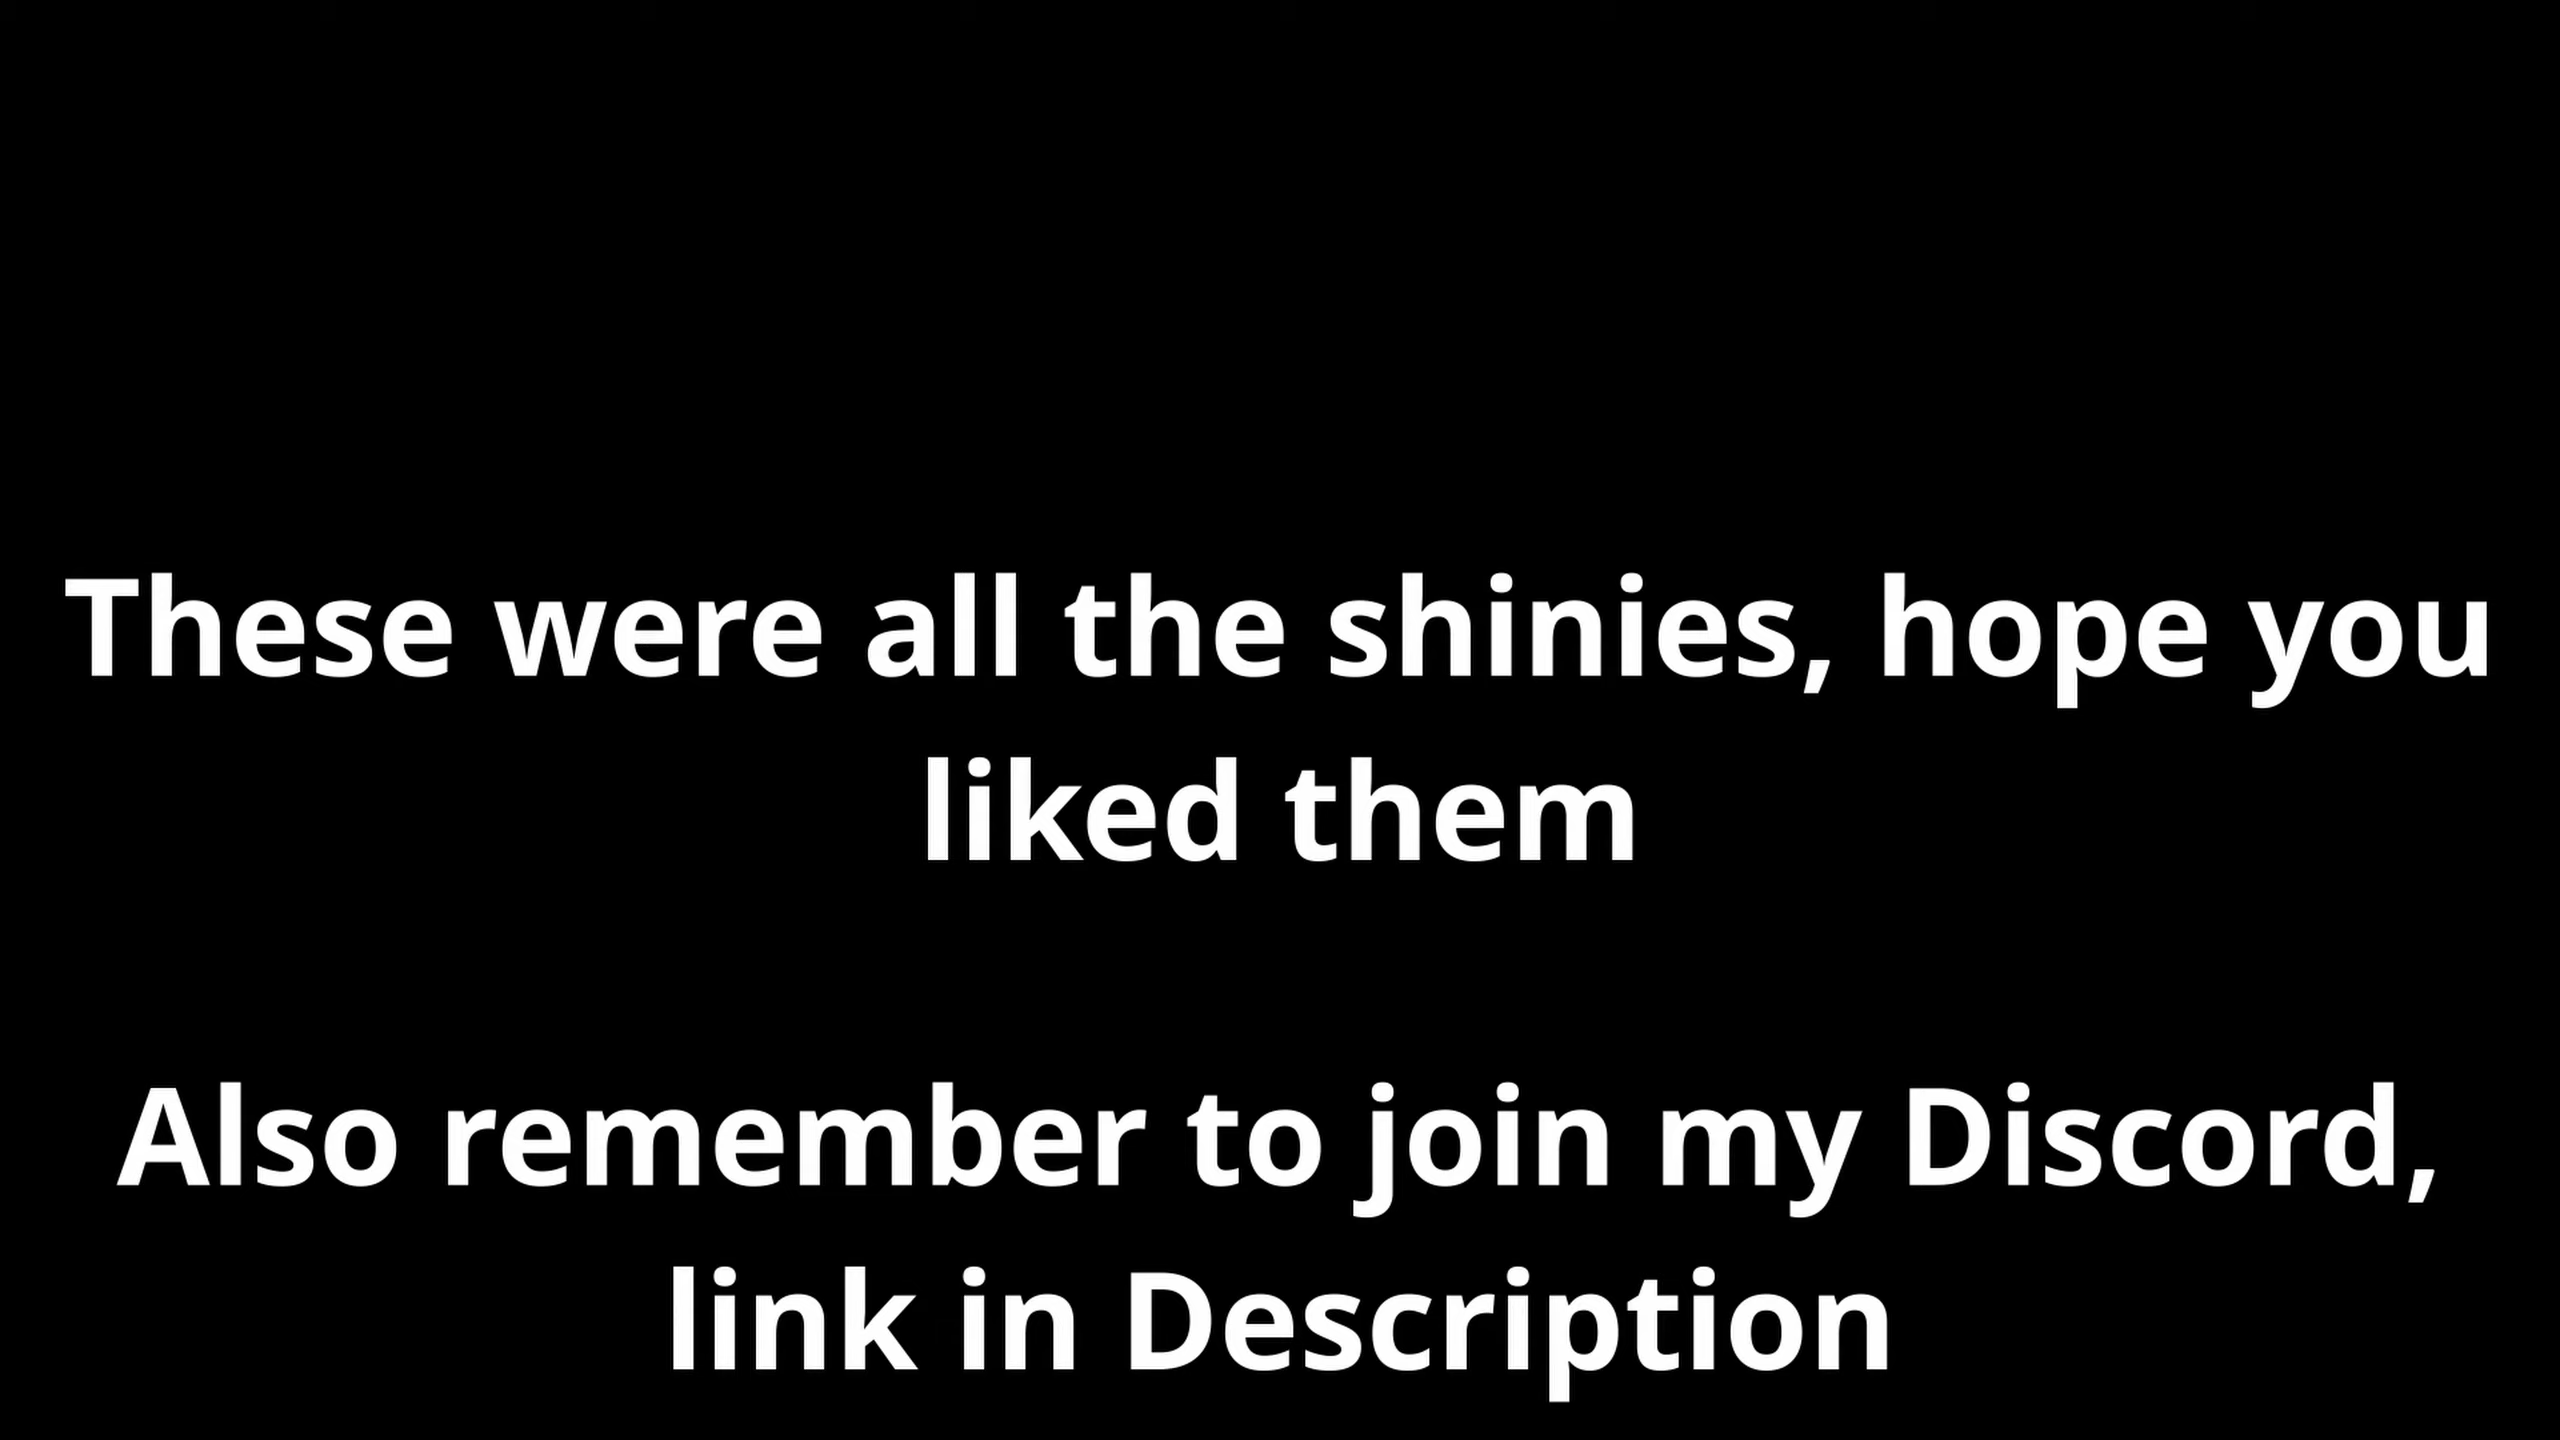 These were all the shinies, hope you
liked them
Also remember to join my Discord,
link in Description